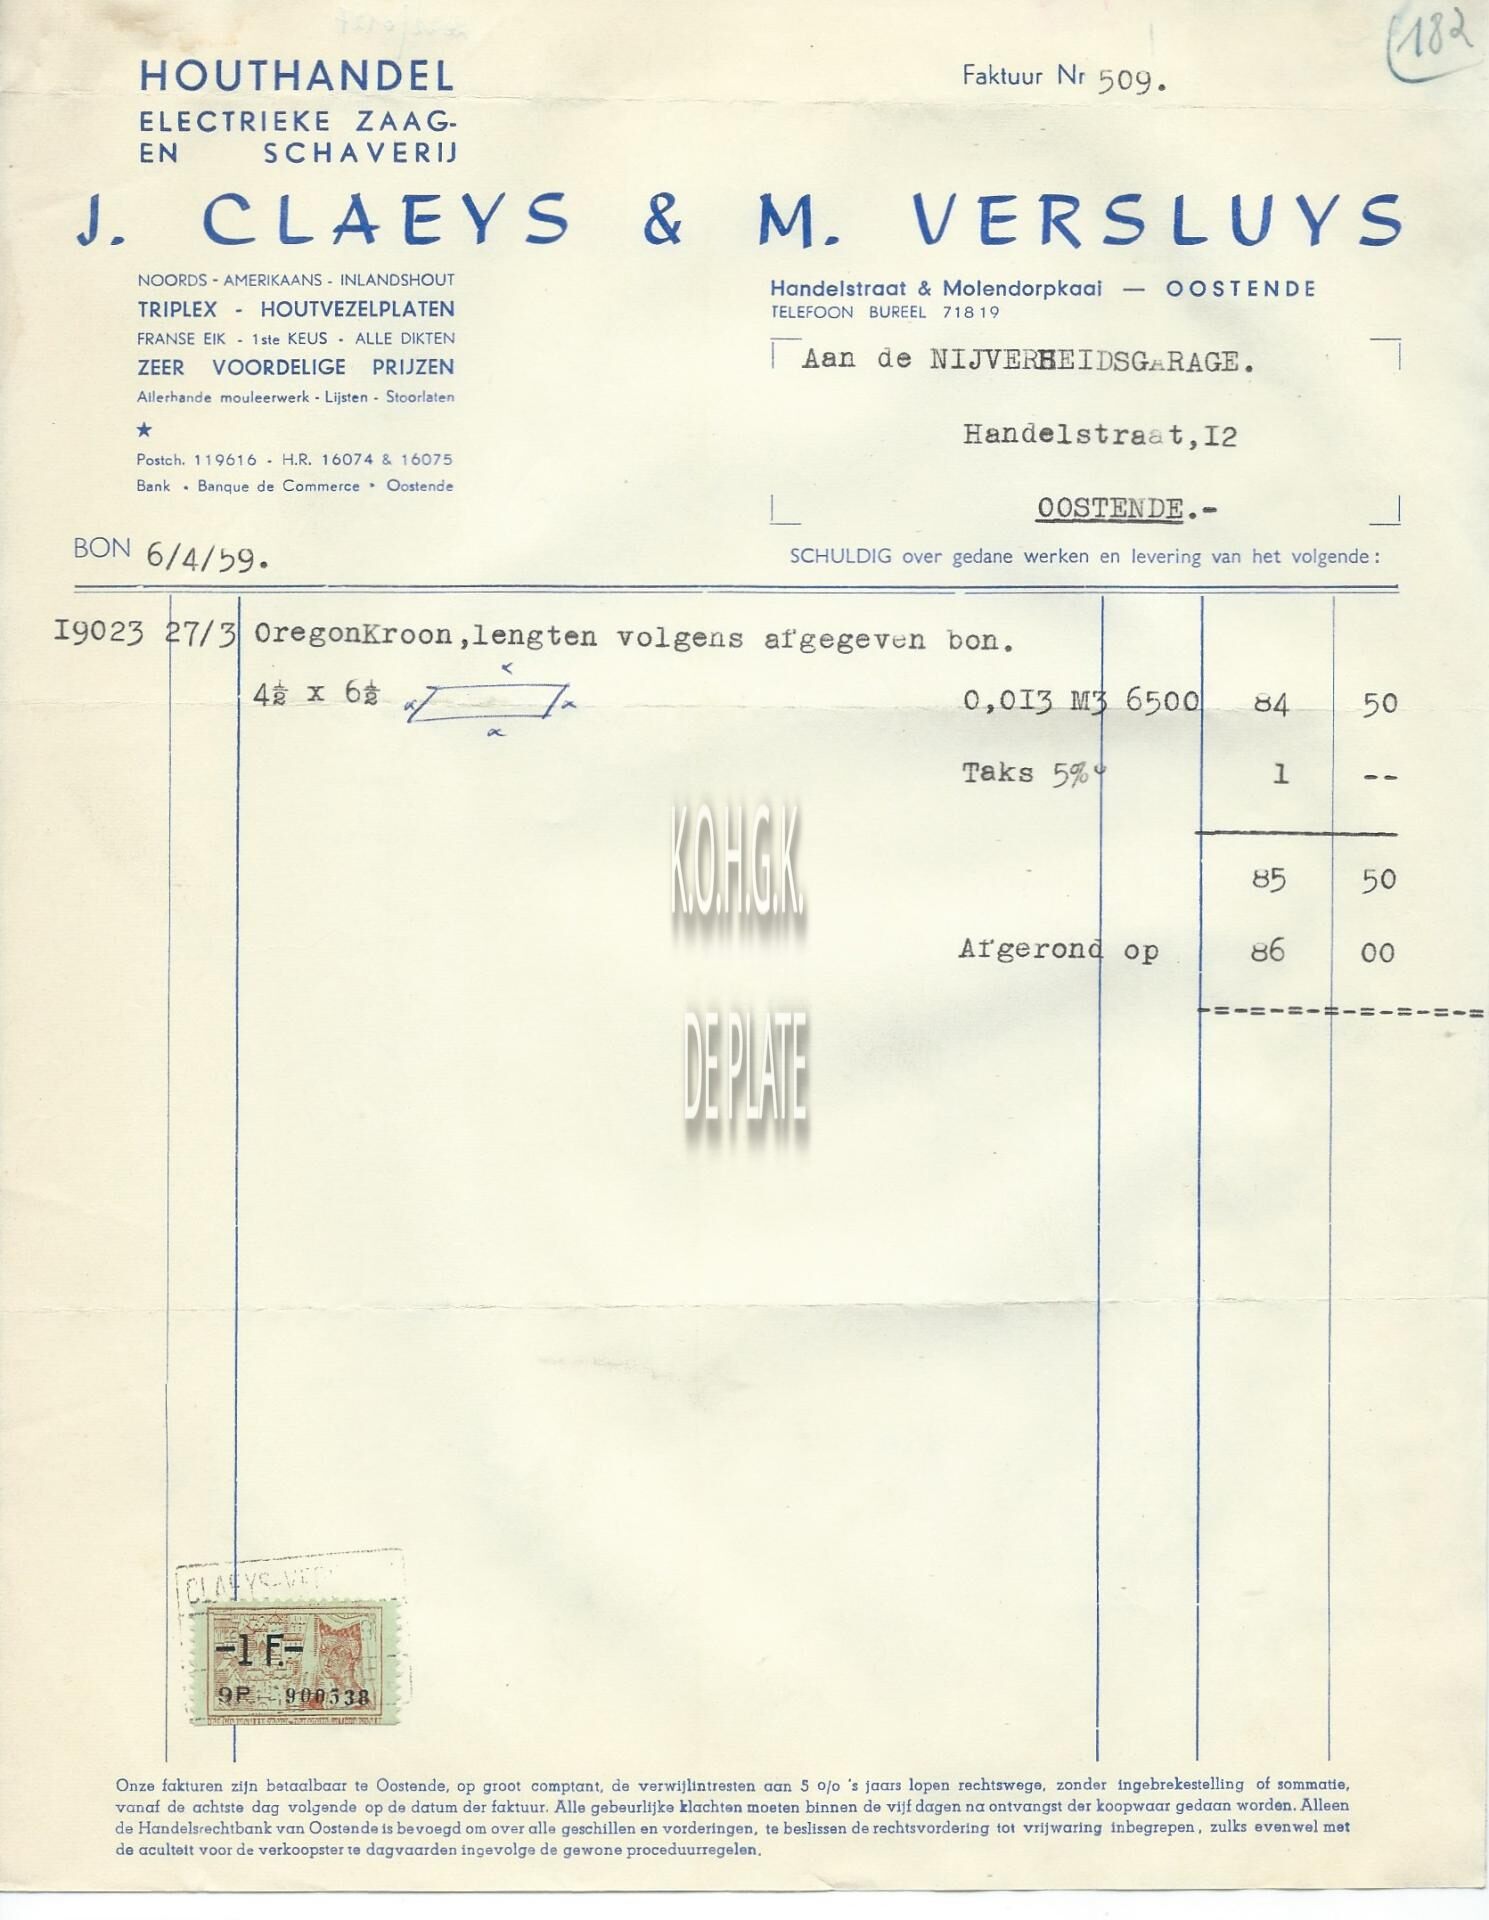 (182
HOUTHANDEL
ELECTRIEKE ZAAG-
EN SCHAVERIJ
Faktuur Nr 509.
J. CLAEYS & M. VERSLUYS
NOORDS - AMERIKAANS - INLANDSHOUT
TRIPLEX - HOUTVEZELPLATEN
FRANSE EIK - 1ste KEUS - ALLE DIKTEN
ZEER VOORDELIGE PRIJZEN
Allerhande mouleerwerk - Lijsten - Stoorlaten
★
Postch. 119616 - H.R. 16074 & 16075
Bank - Banque de Commerce - Oostende
Handelstraat & Molendorpkaai — OOSTENDE
TELEFOON BUREEL 71819
Aan de NIJVERHEIDSGARAGE.
Handelstraat,I2
OOSTENDE.-
BON 6/4/59.
SCHULDIG over gedane werken en levering van het volgende :
I9023 27/3 OregonKroon,lengten volgens afgegeven bon.
4½ x 6½ 0,0I3 M3 6500 84 50
Taks 5% 1 --
85 50
Afgerond op 86 00
-=-=-=-=-=-=-=-=
K.O.H.G.K.
DE PLATE
CLAEYS-VER
-1 F.-
9P 900538
Onze fakturen zijn betaalbaar te Oostende, op groot comptant, de verwijlintresten aan 5 o/o 's jaars lopen rechtswege, zonder ingebrekestelling of sommatie,
vanaf de achtste dag volgende op de datum der faktuur. Alle gebeurlijke klachten moeten binnen de vijf dagen na ontvangst der koopwaar gedaan worden. Alleen
de Handelsrechtbank van Oostende is bevoegd om over alle geschillen en vorderingen, te beslissen de rechtsvordering tot vrijwaring inbegrepen, zulks evenwel met
de aculteit voor de verkoopster te dagvaarden ingevolge de gewone proceduurregelen.